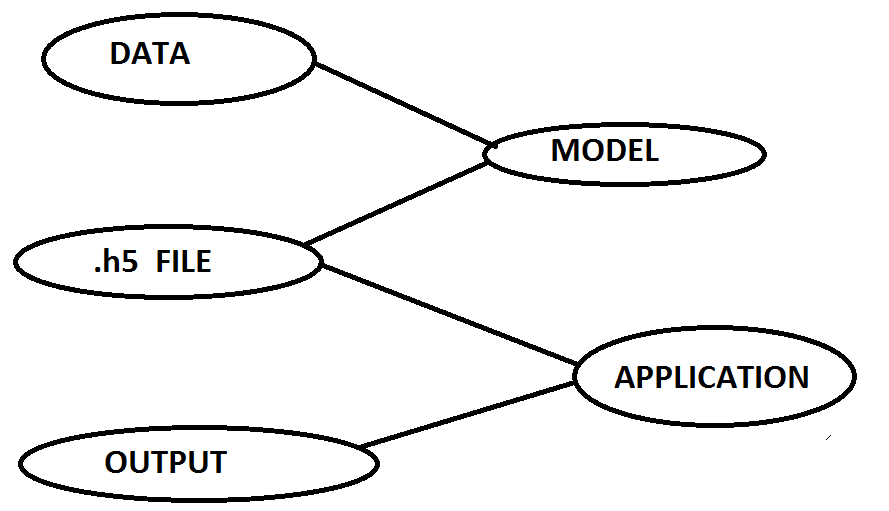 DATA
MODEL
.h5 FILE
APPLICATION
OUTPUT